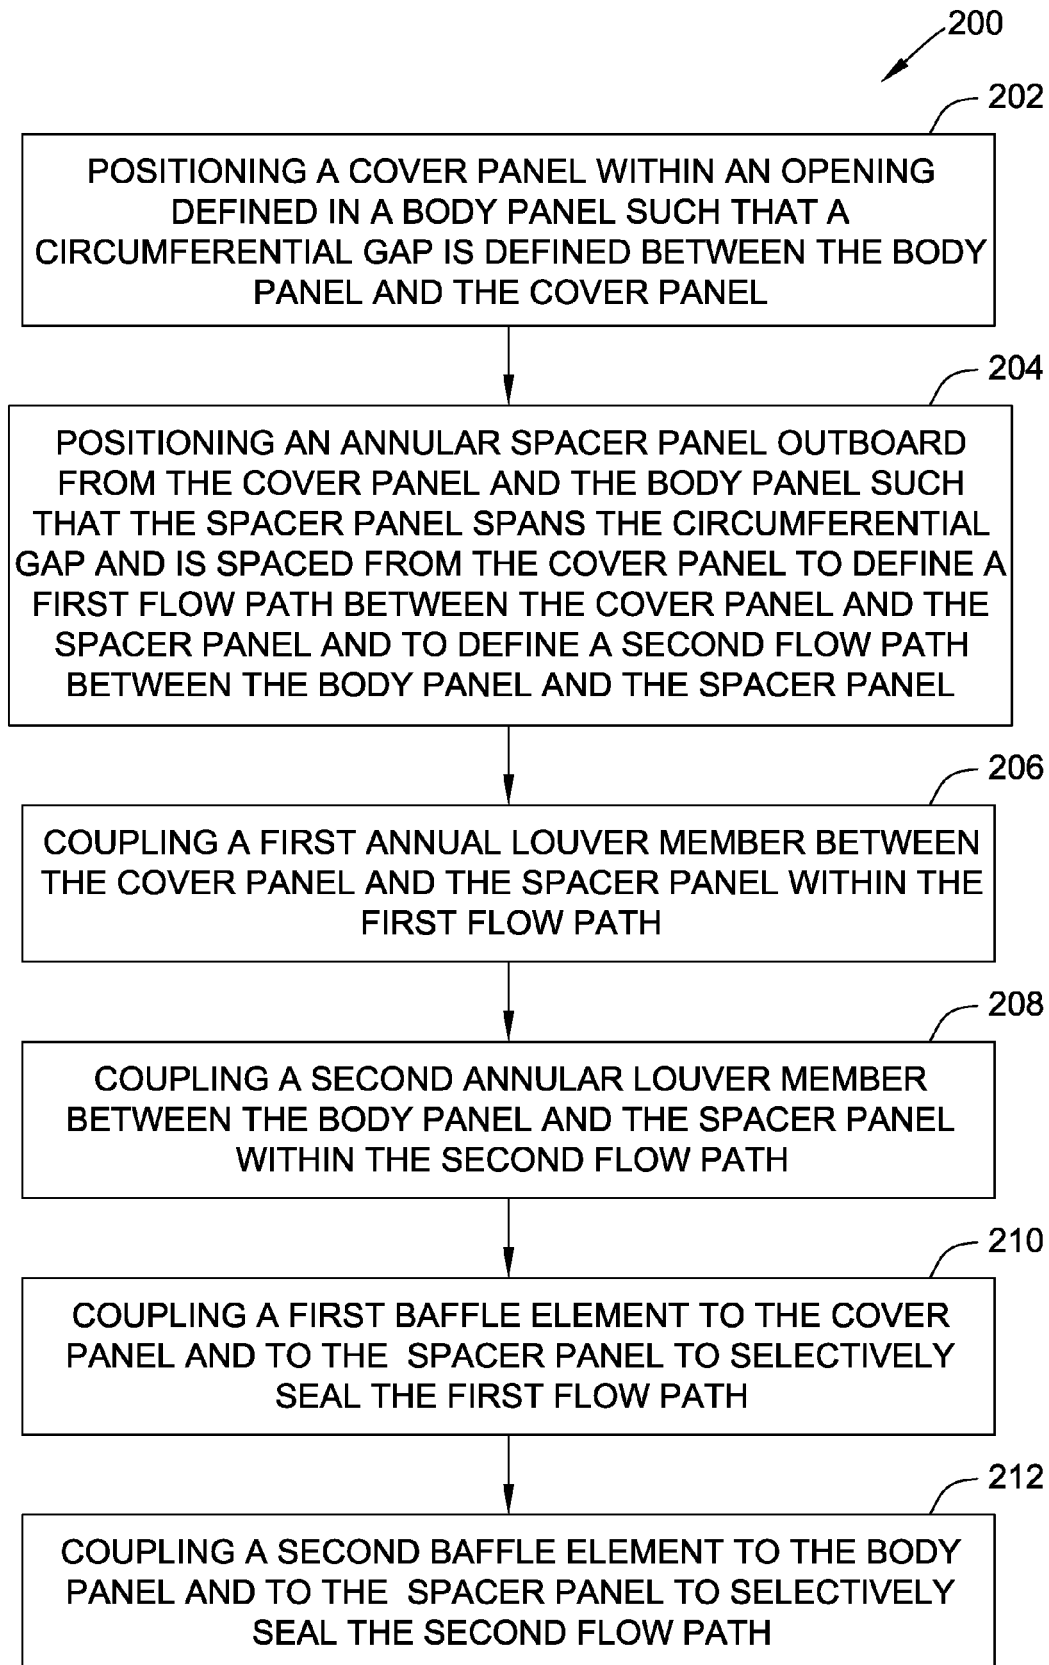 200
202
POSITIONING A COVER PANEL WITHIN AN OPENING
DEFINED IN A BODY PANEL SUCH THAT A
CIRCUMFERENTIAL GAP IS DEFINED BETWEEN THE BODY
PANEL AND THE COVER PANEL
204
POSITIONING AN ANNULAR SPACER PANEL OUTBOARD
FROM THE COVER PANEL AND THE BODY PANEL SUCH
THAT THE SPACER PANEL SPANS THE CIRCUMFERENTIAL
GAP AND IS SPACED FROM THE COVER PANEL TO DEFINE A
FIRST FLOW PATH BETWEEN THE COVER PANEL AND THE
SPACER PANEL AND TO DEFINE A SECOND FLOW PATH
BETWEEN THE BODY PANEL AND THE SPACER PANEL
206
COUPLING A FIRST ANNUAL LOUVER MEMBER BETWEEN
THE COVER PANEL AND THE SPACER PANEL WITHIN THE
FIRST FLOW PATH
208
COUPLING A SECOND ANNULAR LOUVER MEMBER
BETWEEN THE BODY PANEL AND THE SPACER PANEL
WITHIN THE SECOND FLOW PATH
210
COUPLING A FIRST BAFFLE ELEMENT TO THE COVER
PANEL AND TO THE SPACER PANEL TO SELECTIVELY
SEAL THE FIRST FLOW PATH
212
COUPLING A SECOND BAFFLE ELEMENT TO THE BODY
PANEL AND TO THE SPACER PANEL TO SELECTIVELY
SEAL THE SECOND FLOW PATH